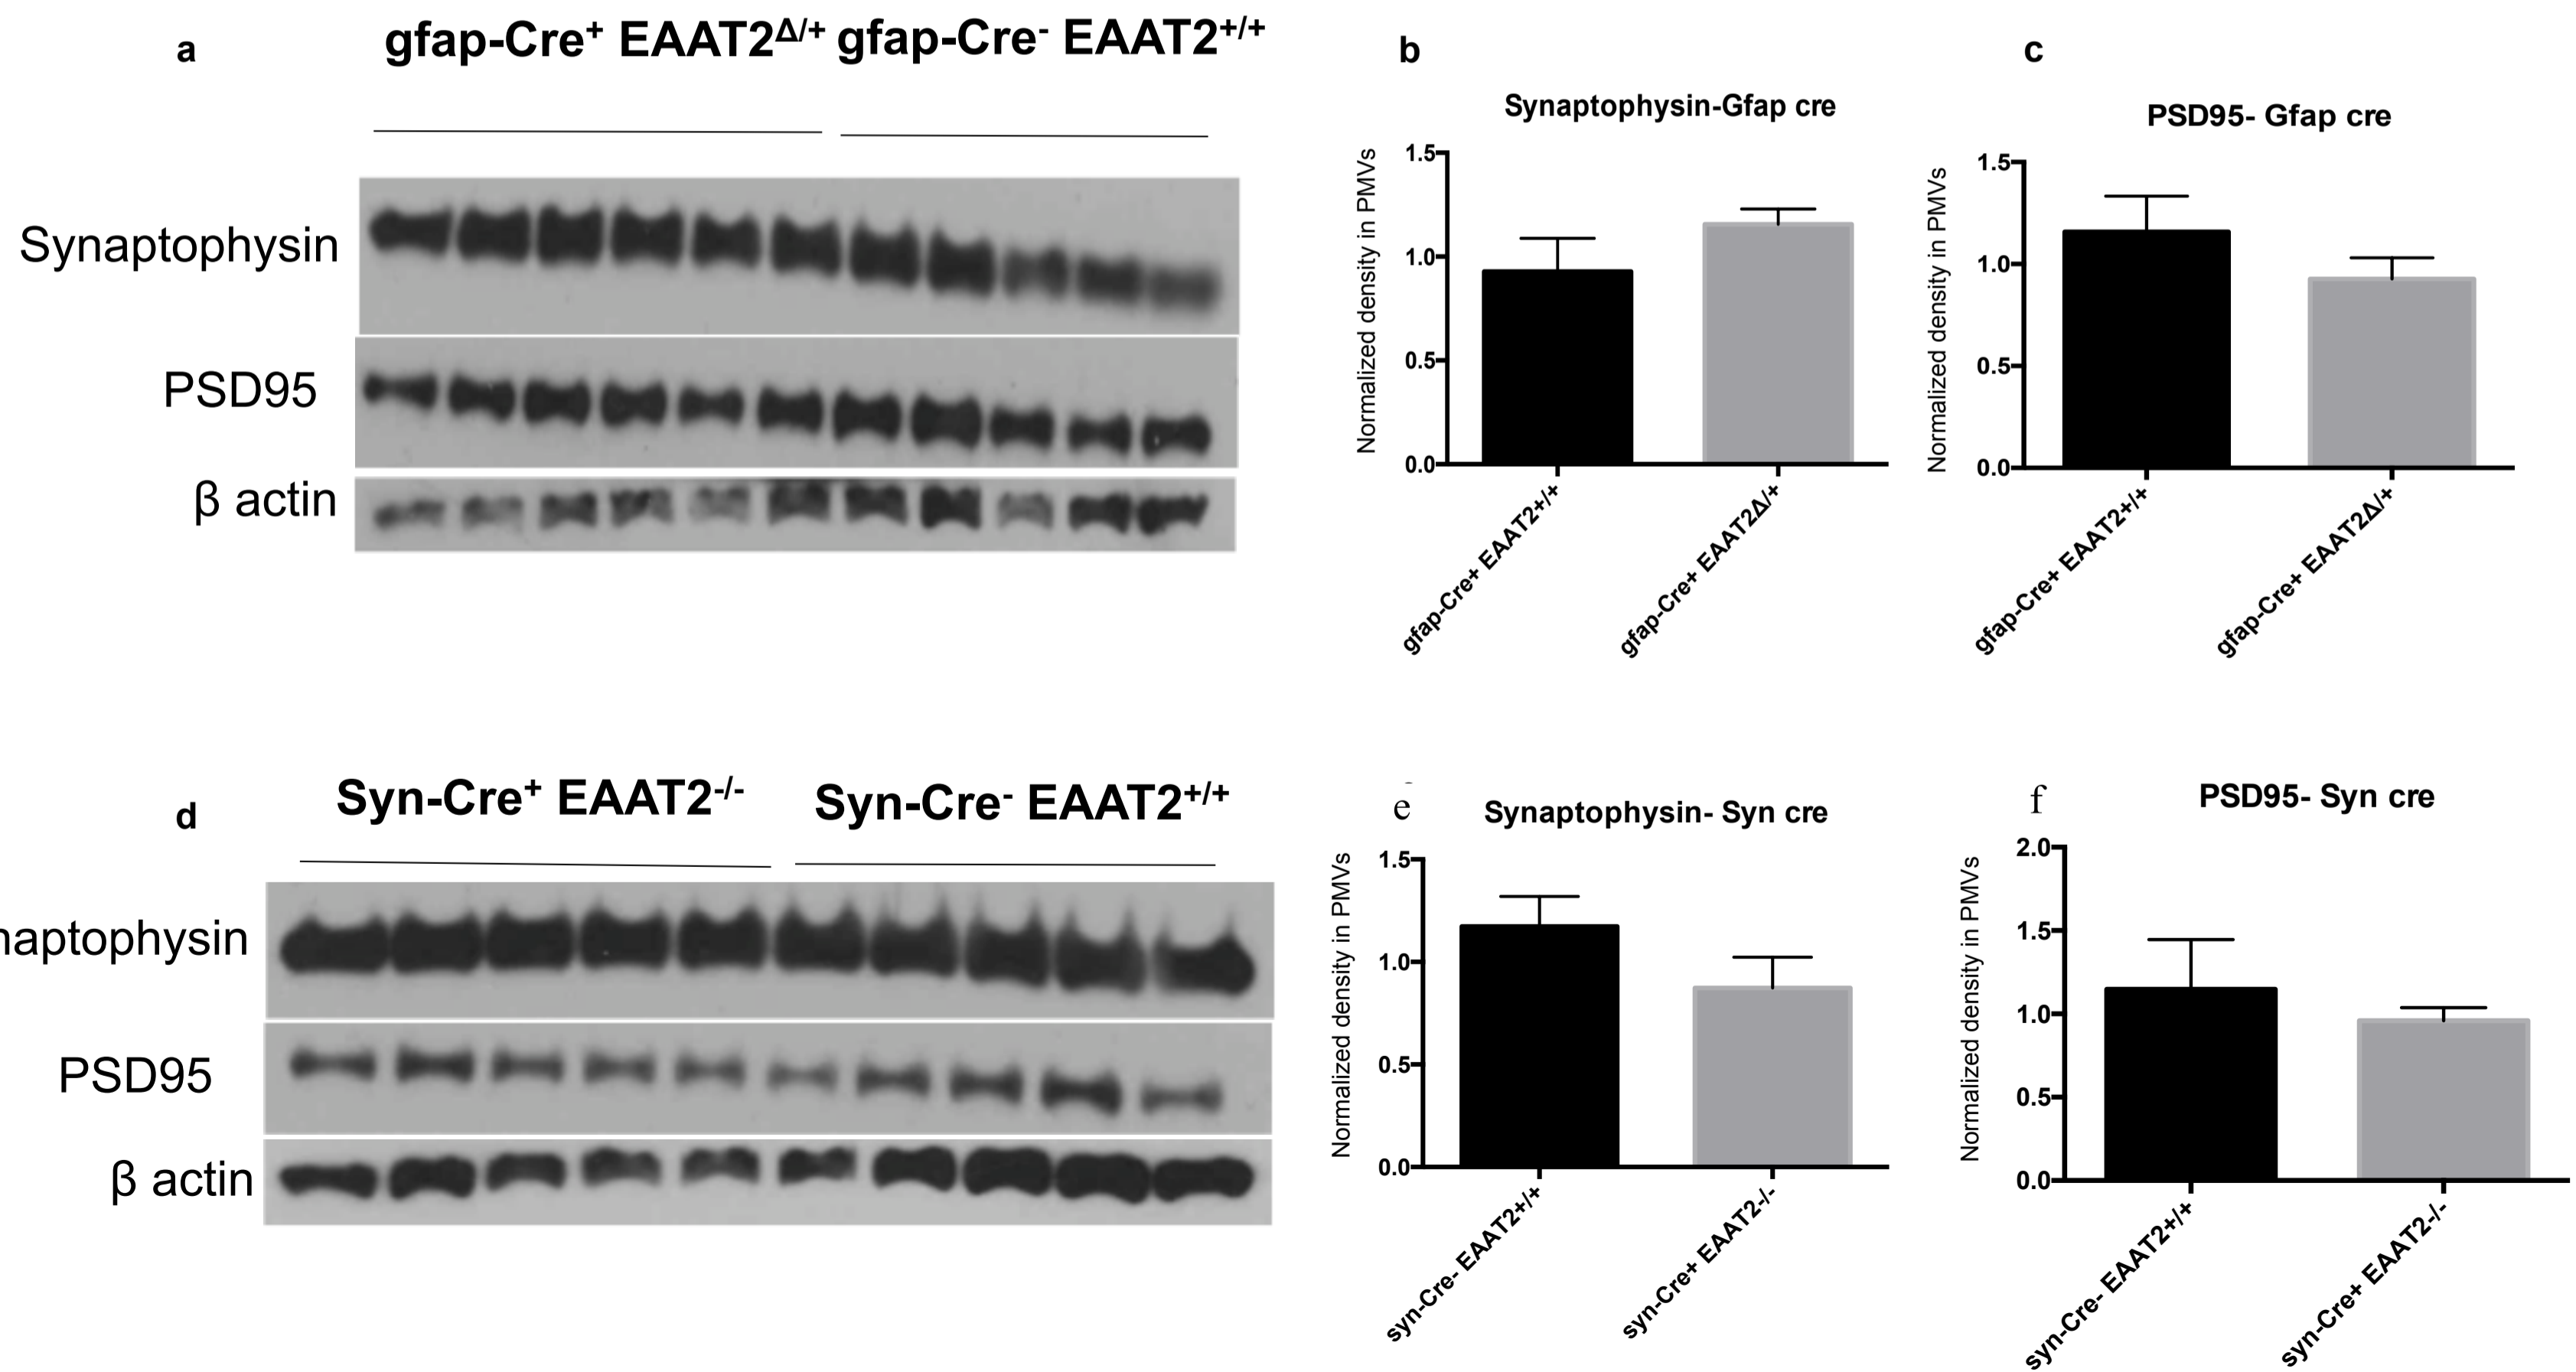 a
gfap-Cre⁺ EAAT2Δ/⁺ gfap-Cre⁻ EAAT2⁺/⁺
Synaptophysin
PSD95
β actin
b
Synaptophysin-Gfap cre
Normalized density in PMVs
1.5
1.0
0.5
0.0
gfap-Cre+ EAAT2+/+
gfap-Cre+ EAAT2Δ/+
c
PSD95- Gfap cre
Normalized density in PMVs
1.5
1.0
0.5
0.0
gfap-Cre+ EAAT2+/+
gfap-Cre+ EAAT2Δ/+
d
Syn-Cre⁺ EAAT2⁻/⁻ Syn-Cre⁻ EAAT2⁺/⁺
naptophysin
PSD95
β actin
e
Synaptophysin- Syn cre
Normalized density in PMVs
1.5
1.0
0.5
0.0
syn-Cre- EAAT2+/+
syn-Cre+ EAAT2-/-
f
PSD95- Syn cre
Normalized density in PMVs
2.0
1.5
1.0
0.5
0.0
syn-Cre- EAAT2+/+
syn-Cre+ EAAT2-/-